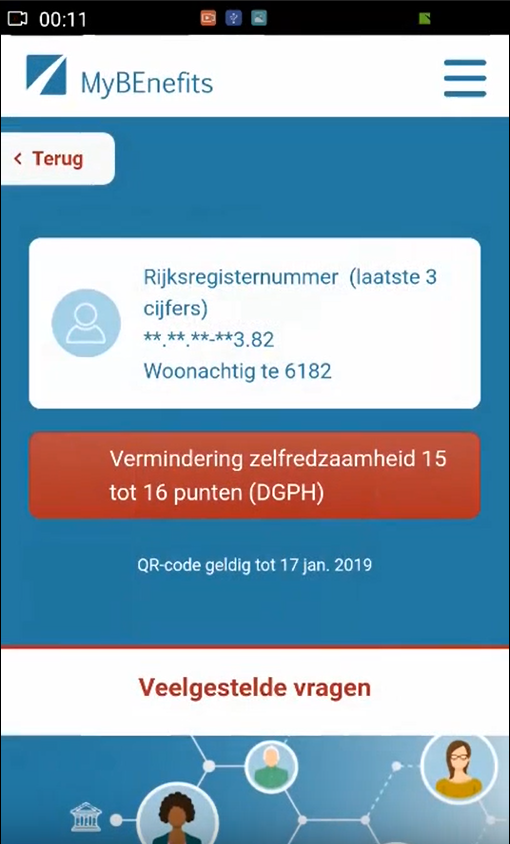 00:11
MyBEnefits
< Terug
Rijksregisternummer (laatste 3
cijfers)
**.**.**-**3.82
Woonachtig te 6182
Vermindering zelfredzaamheid 15
tot 16 punten (DGPH)
QR-code geldig tot 17 jan. 2019
Veelgestelde vragen